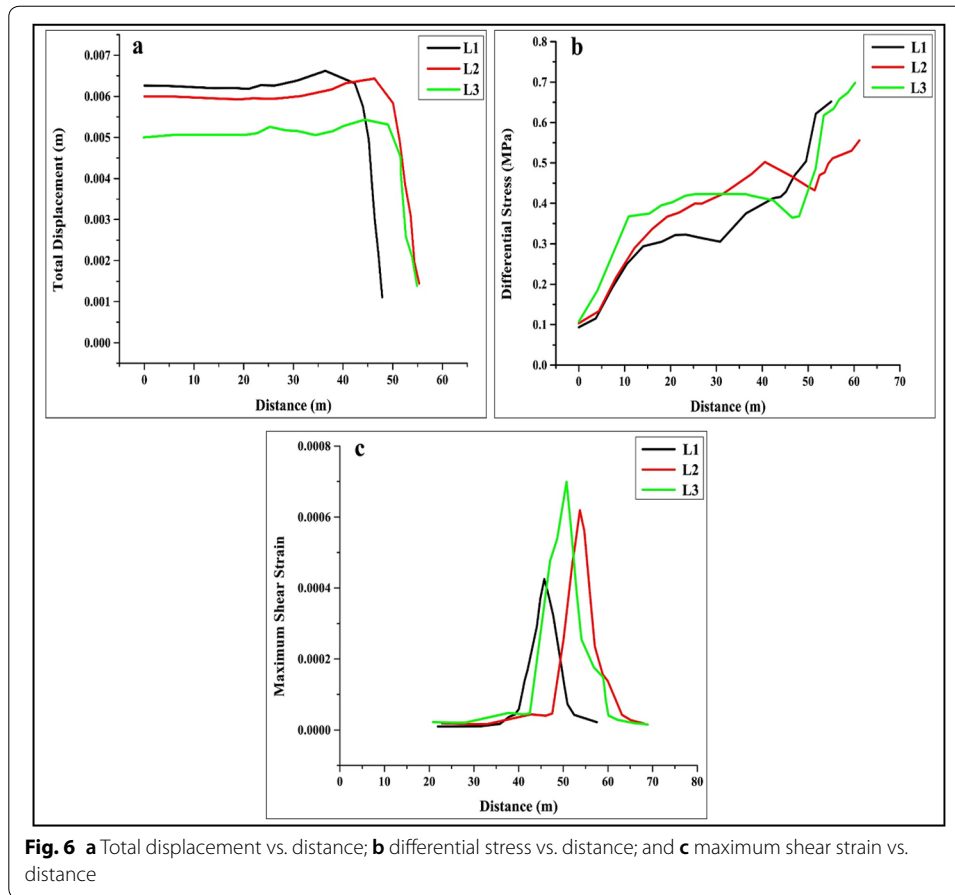 a
L1
L2
L3
0.007
0.006
0.005
0.004
0.003
0.002
0.001
0.000
Total Displacement (m)
0 10 20 30 40 50 60
Distance (m)
b
L1
L2
L3
0.8
0.7
0.6
0.5
0.4
0.3
0.2
0.1
0.0
Differential Stress (MPa)
0 10 20 30 40 50 60 70
Distance (m)
c
L1
L2
L3
0.0008
0.0006
0.0004
0.0002
0.0000
Maximum Shear Strain
0 10 20 30 40 50 60 70 80
Distance (m)
Fig. 6 a Total displacement vs. distance; b differential stress vs. distance; and c maximum shear strain vs.
distance